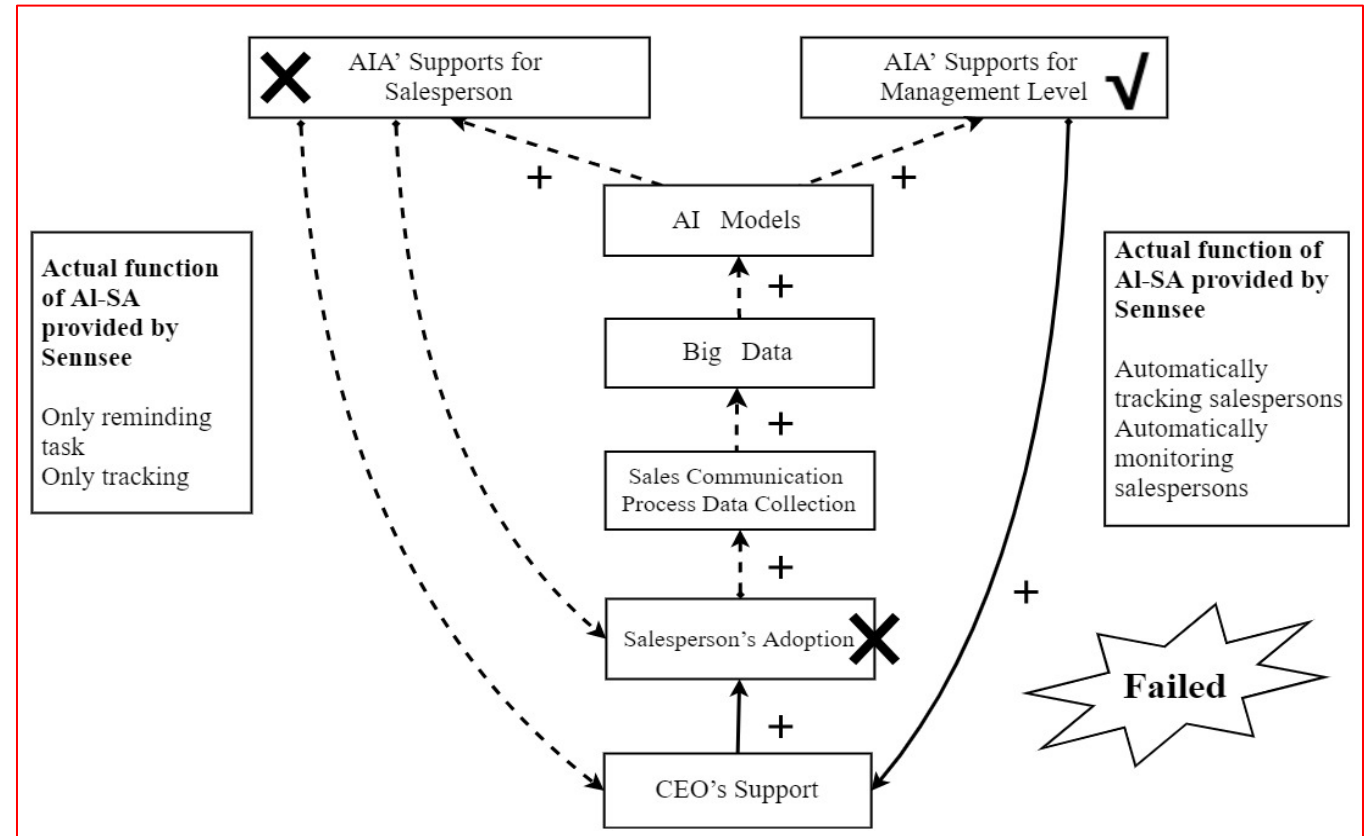 AIA' Supports for
Salesperson
AIA' Supports for
Management Level
+
+
AI Models
Actual function
of Al-SA
provided by
Sennsee
Only reminding
task
Only tracking
Actual function of
Al-SA provided by
Sennsee
Automatically
tracking salespersons
Automatically
monitoring
salespersons
+
Big Data
+
Sales Communication
Process Data Collection
+
+
Salesperson's Adoption
Failed
+
CEO's Support